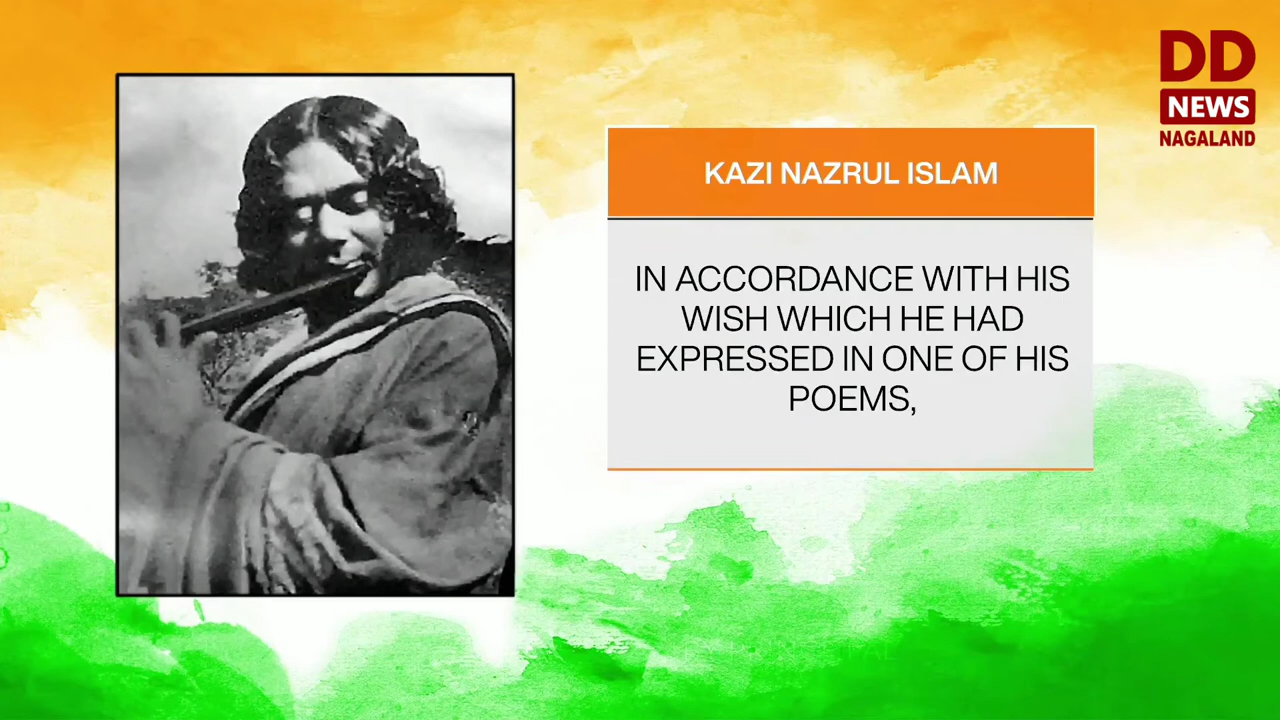 DD
NEWS
NAGALAND
KAZI NAZRUL ISLAM
IN ACCORDANCE WITH HIS
WISH WHICH HE HAD
EXPRESSED IN ONE OF HIS
POEMS,